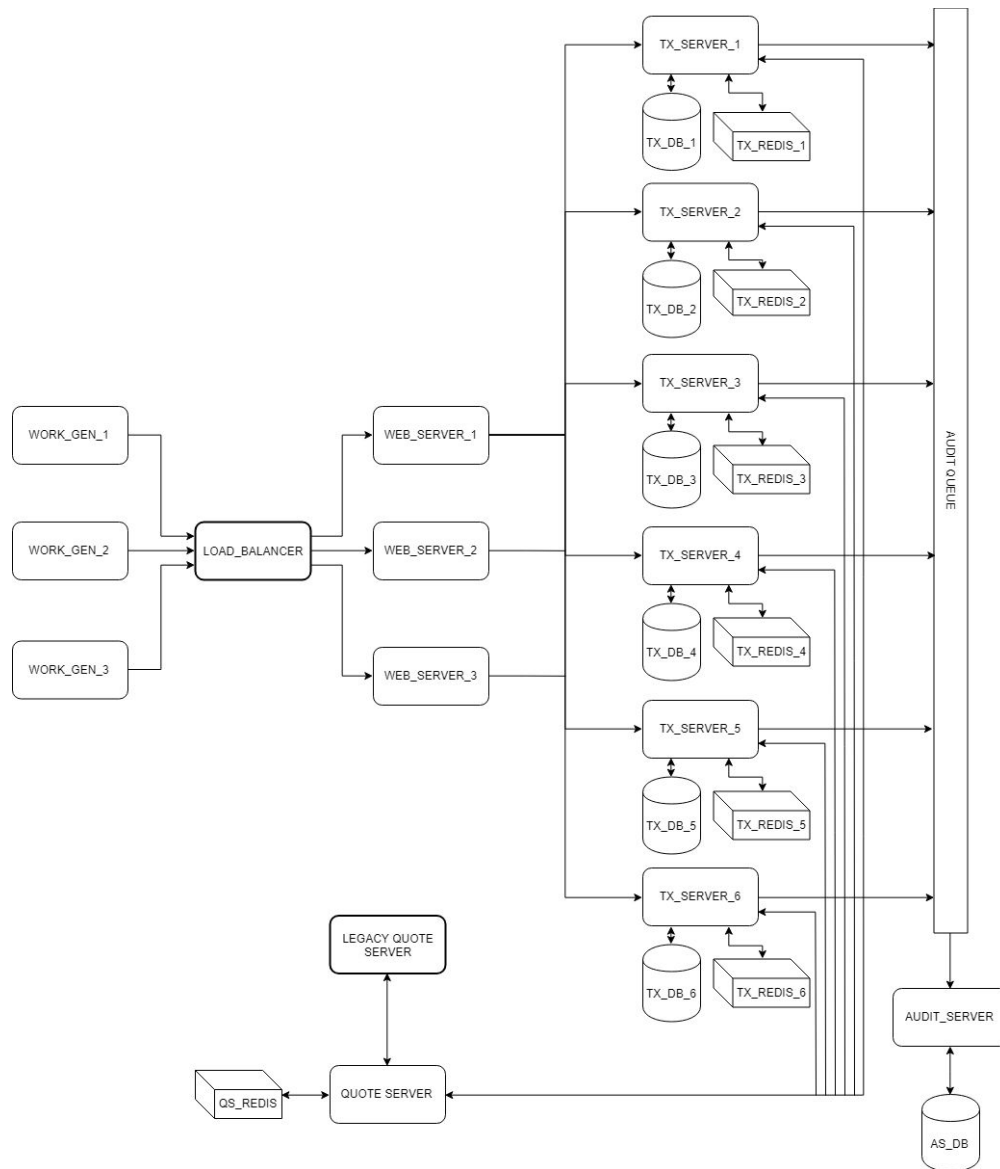 TX_SERVER_1
TX_DB_1
TX_REDIS_1
TX_SERVER_2
TX_DB_2
TX_REDIS_2
TX_SERVER_3
TX_DB_3
TX_REDIS_3
WORK_GEN_1
WEB_SERVER_1
AUDIT QUEUE
WORK_GEN_2
LOAD_BALANCER
WEB_SERVER_2
TX_SERVER_4
TX_DB_4
TX_REDIS_4
WORK_GEN_3
WEB_SERVER_3
TX_SERVER_5
TX_DB_5
TX_REDIS_5
TX_SERVER_6
TX_DB_6
TX_REDIS_6
LEGACY QUOTE
SERVER
AUDIT_SERVER
QS_REDIS
QUOTE SERVER
AS_DB